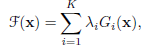 ℱ(𝐱) = ∑_{i=1}^{K} λ_i G_i(𝐱),